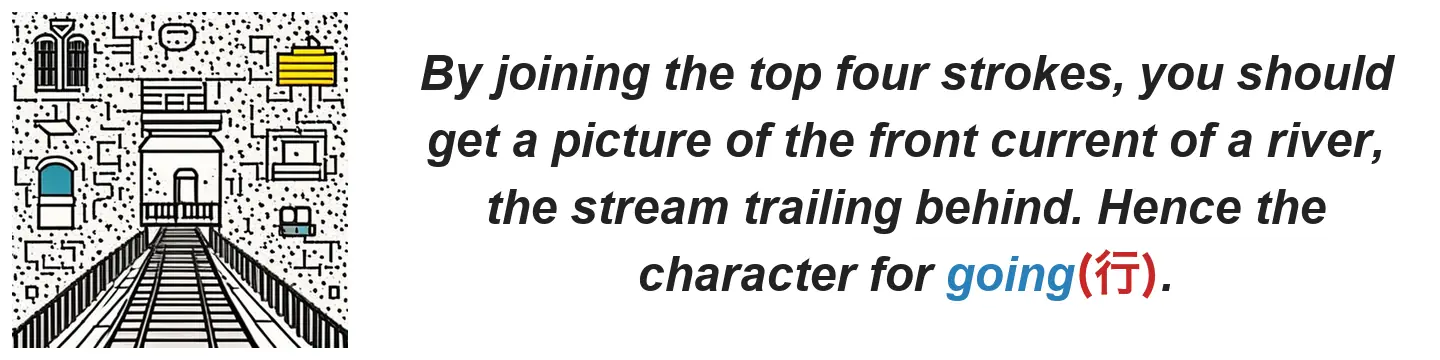 By joining the top four strokes, you should
get a picture of the front current of a river,
the stream trailing behind. Hence the
character for going(行).